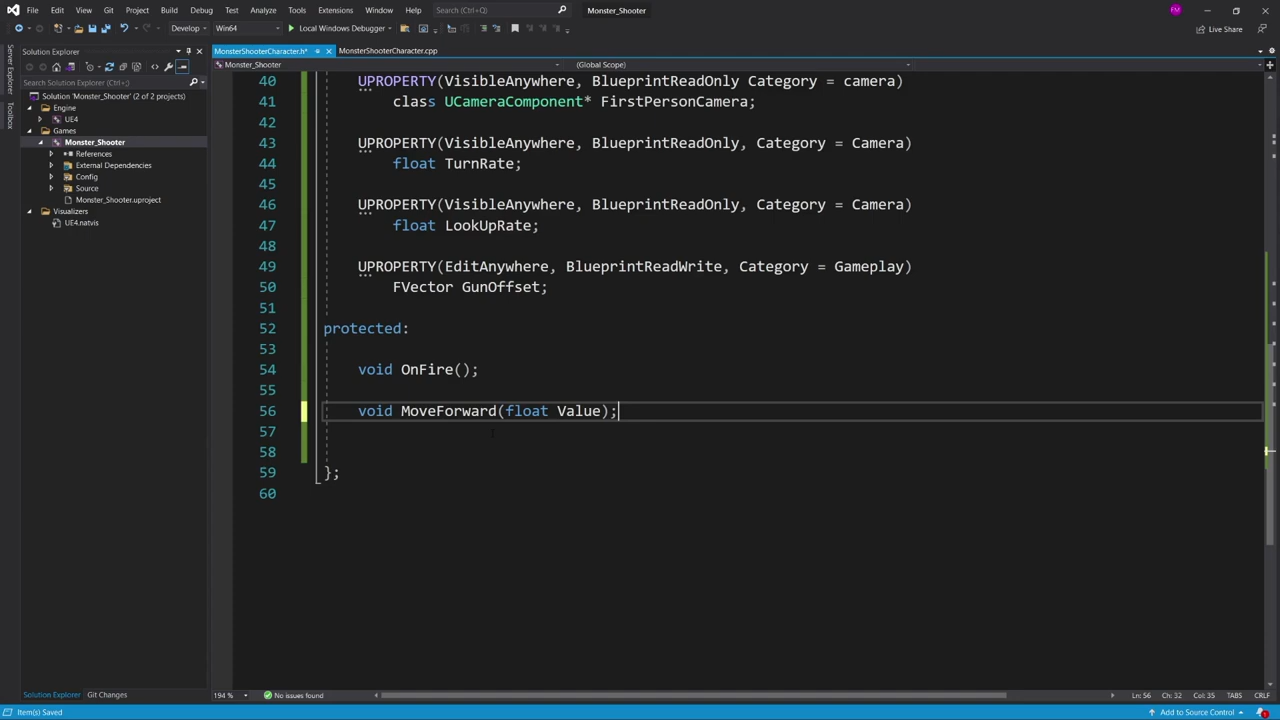 File Edit View Git Project Build Debug Test Analyze Tools Extensions Window Help Search (Ctrl+Q) Monster_Shooter FM
Develop Win64 Local Windows Debugger Live Share
Server Explorer
Toolbox
Solution Explorer
Search Solution Explorer (Ctrl+;)
Solution 'Monster_Shooter' (2 of 2 projects)
Engine
UE4
Games
Monster_Shooter
References
External Dependencies
Config
Source
Monster_Shooter.uproject
Visualizers
UE4.natvis
Solution Explorer Git Changes
MonsterShooterCharacter.h* MonsterShooterCharacter.cpp
Monster_Shooter (Global Scope)
40 UPROPERTY(VisibleAnywhere, BlueprintReadOnly Category = camera)
41 class UCameraComponent* FirstPersonCamera;
42
43 UPROPERTY(VisibleAnywhere, BlueprintReadOnly, Category = Camera)
44 float TurnRate;
45
46 UPROPERTY(VisibleAnywhere, BlueprintReadOnly, Category = Camera)
47 float LookUpRate;
48
49 UPROPERTY(EditAnywhere, BlueprintReadWrite, Category = Gameplay)
50 FVector GunOffset;
51
52 protected:
53
54 void OnFire();
55
56 void MoveForward(float Value);
57
58
59 };
60
194 % No issues found Ln: 56 Ch: 32 Col: 35 TABS CRLF
Item(s) Saved Add to Source Control